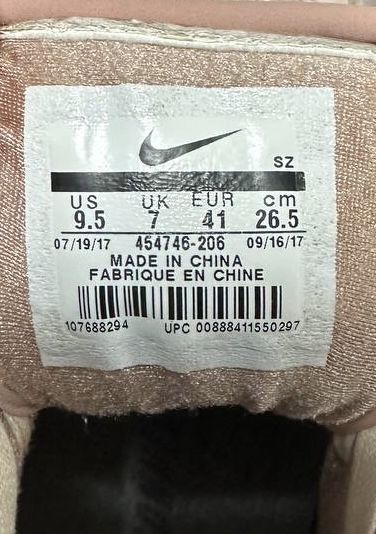 SZ
US UK EUR cm
9.5 7 41 26.5
07/19/17 454746-206 09/16/17
MADE IN CHINA
FABRIQUE EN CHINE
107688294 UPC 00888411550297